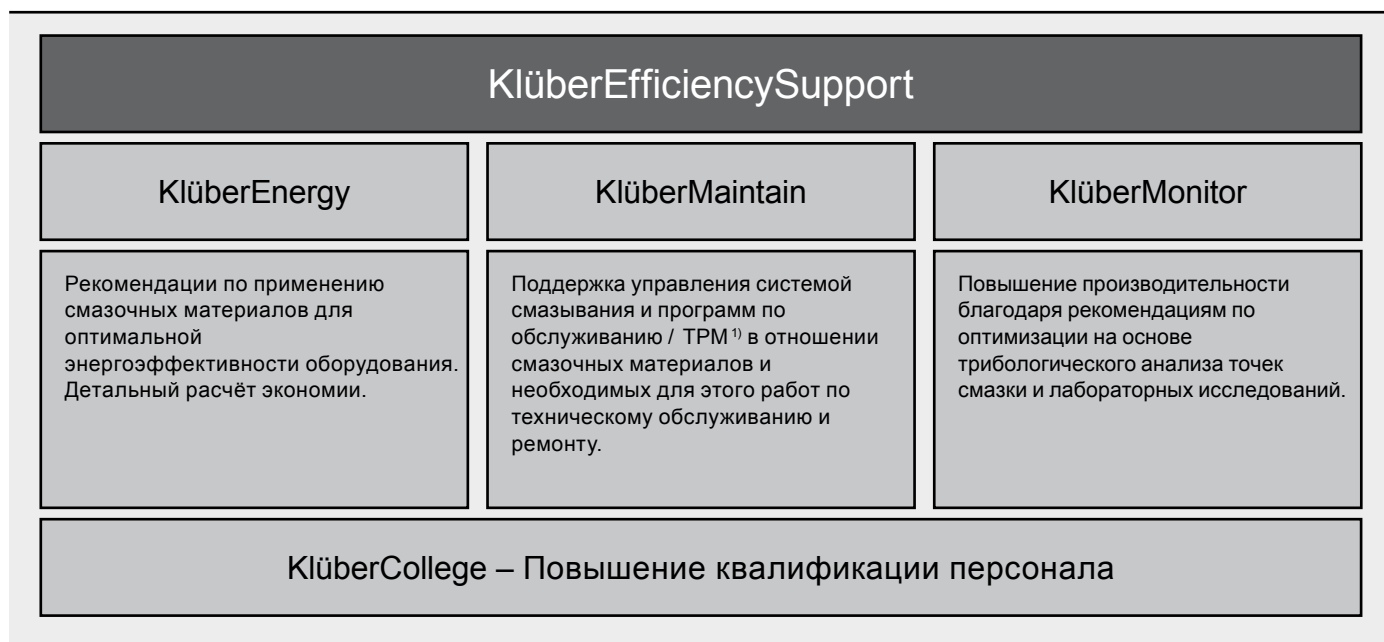 KlüberEfficiencySupport
KlüberEnergy
Рекомендации по применению
смазочных материалов для
оптимальной
энергоэффективности оборудования.
Детальный расчёт экономии.
KlüberMaintain
Поддержка управления системой
смазывания и программ по
обслуживанию / TPM 1) в отношении
смазочных материалов и
необходимых для этого работ по
техническому обслуживанию и
ремонту.
KlüberMonitor
Повышение производительности
благодаря рекомендациям по
оптимизации на основе
трибологического анализа точек
смазки и лабораторных исследований.
KlüberCollege – Повышение квалификации персонала